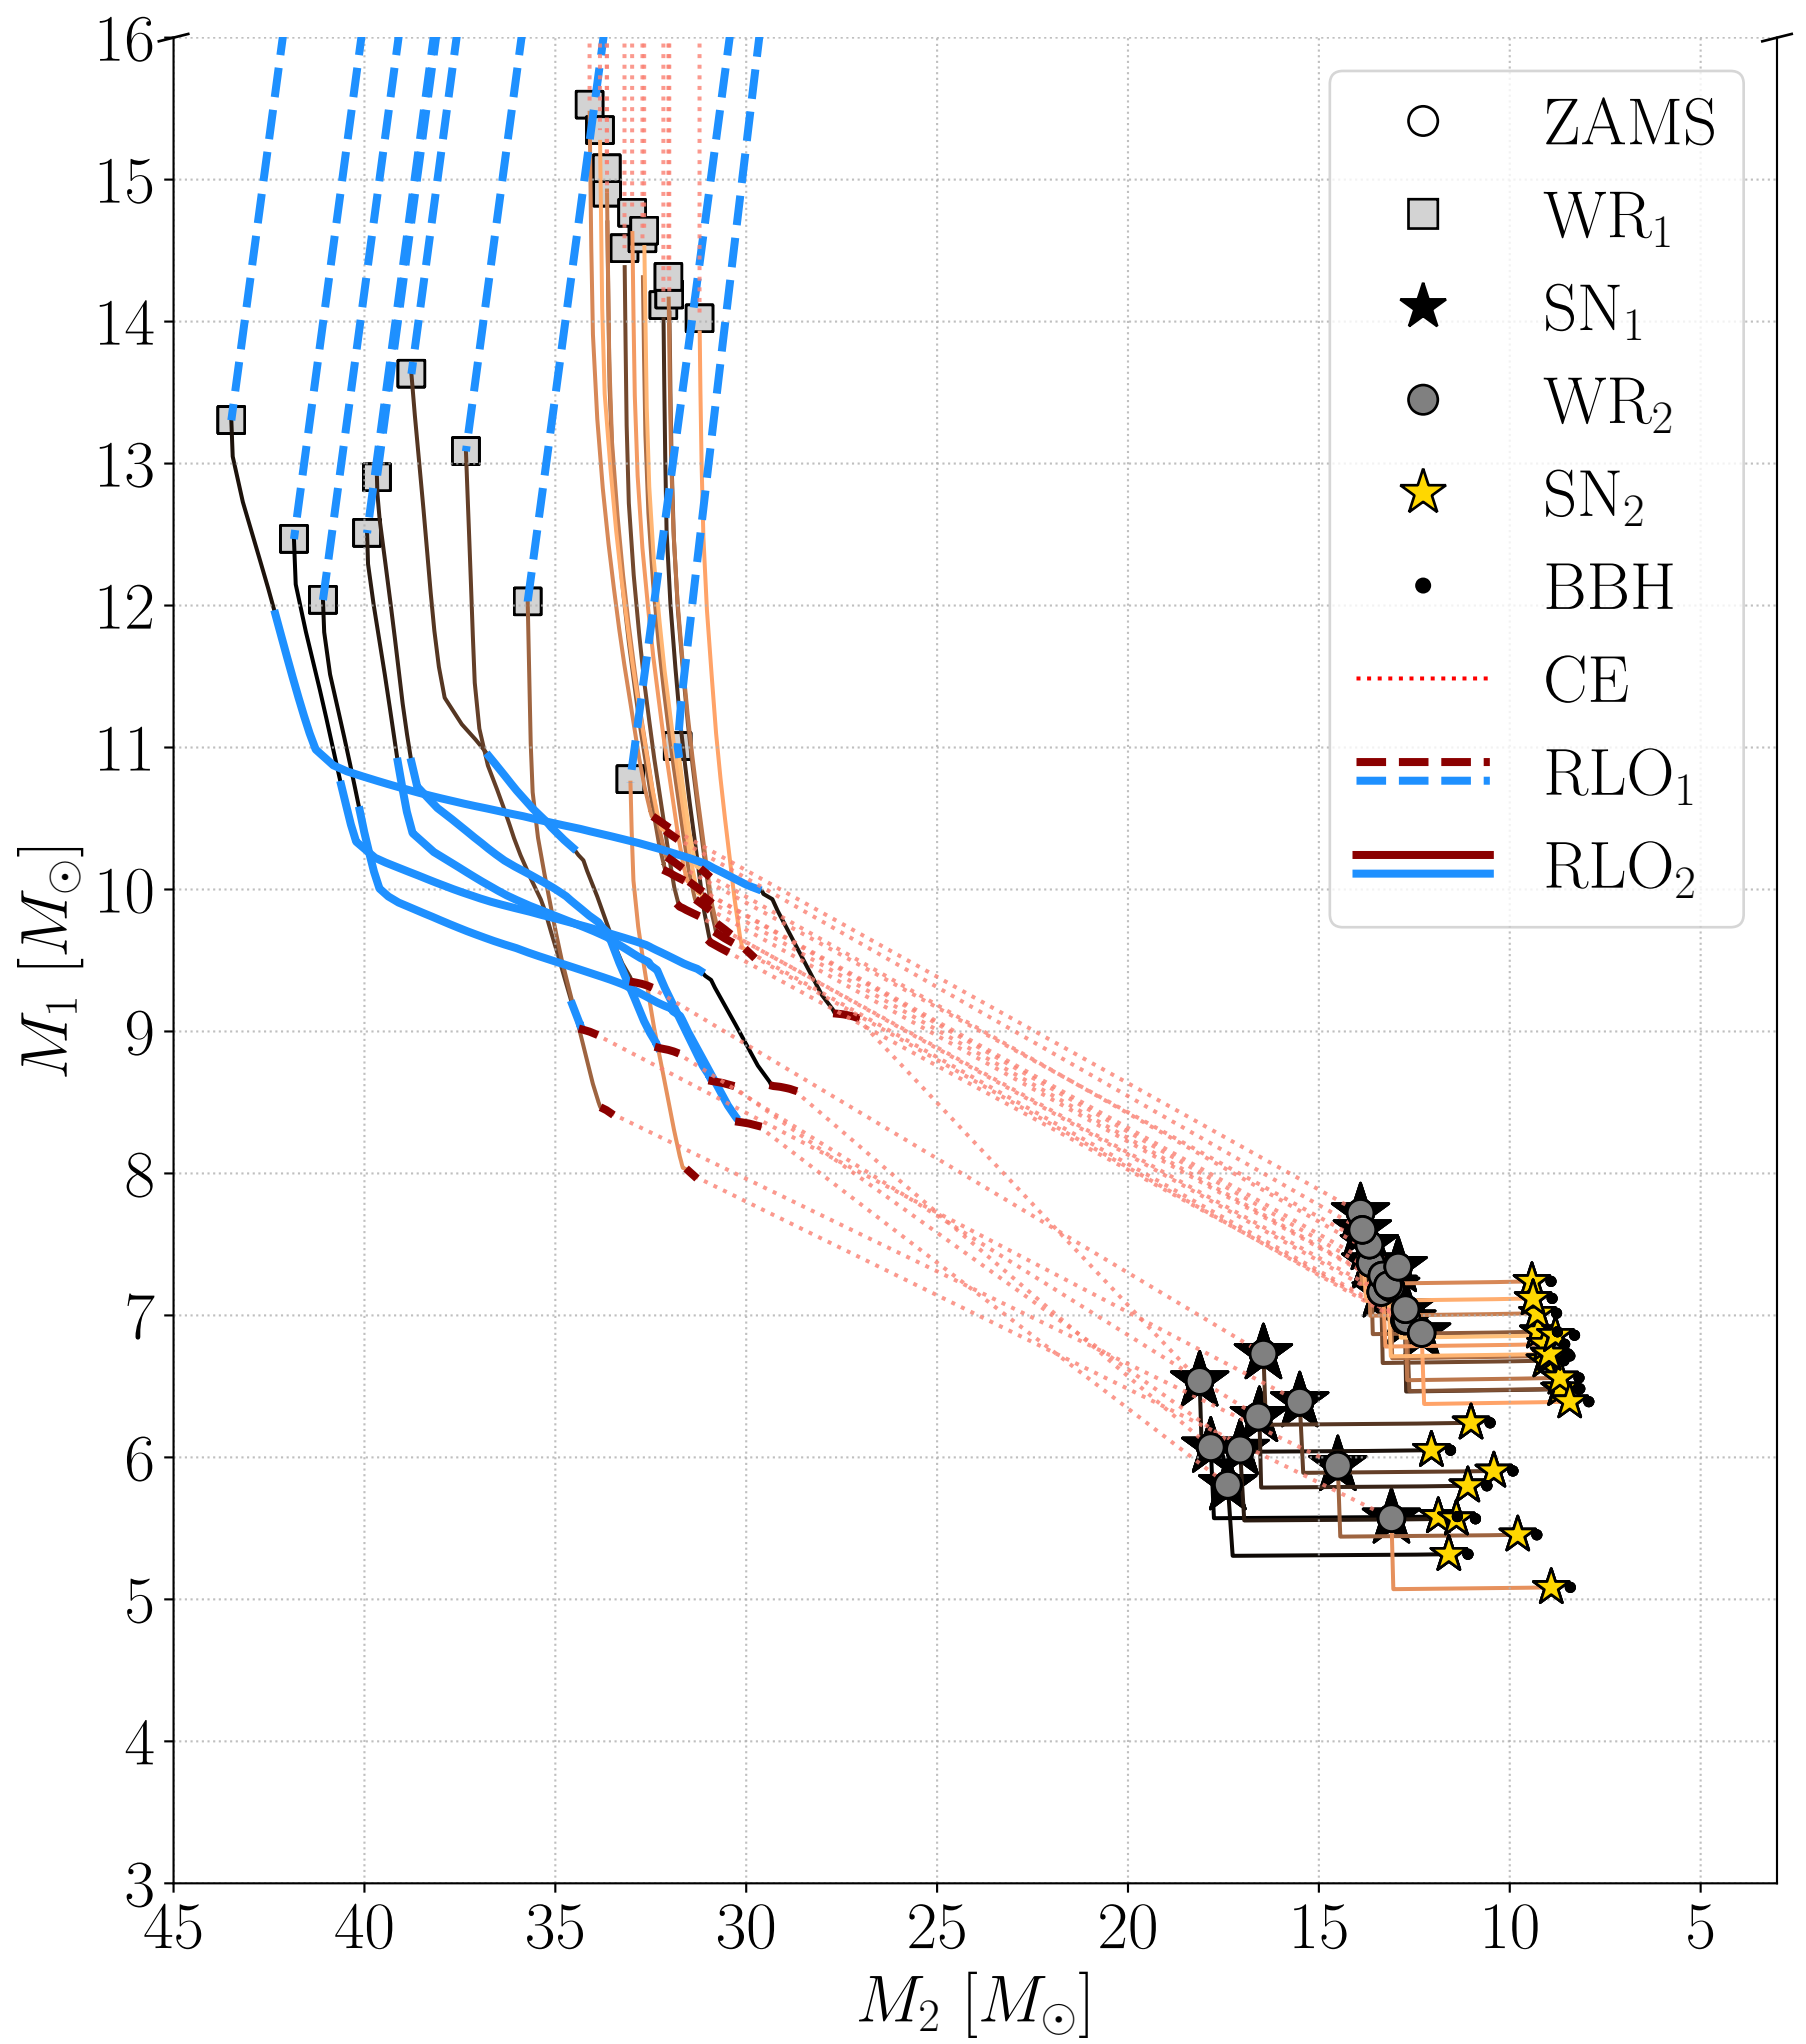 16
15
14
13
12
11
10
9
8
7
6
5
4
3
M₁ [M⊙]
ZAMS
WR₁
SN₁
WR₂
SN₂
BBH
CE
RLO₁
RLO₂
45 40 35 30 25 20 15 10 5
M₂ [M⊙]